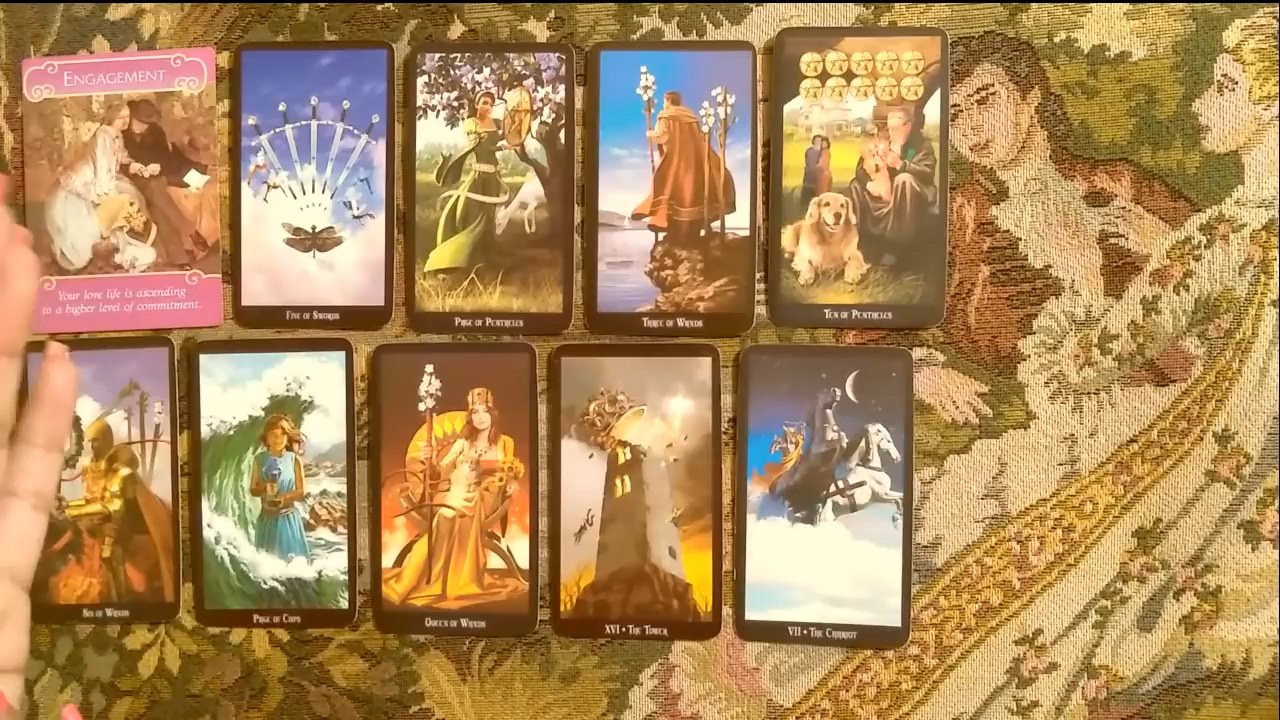 ENGAGEMENT
Your love life is ascending
to a higher level of commitment.
FIVE OF SWORDS
PAGE OF PENTACLES
THREE OF WANDS
TEN OF PENTACLES
SIX OF WANDS
PAGE OF CUPS
QUEEN OF WANDS
XVI • THE TOWER
VII • THE CHARIOT